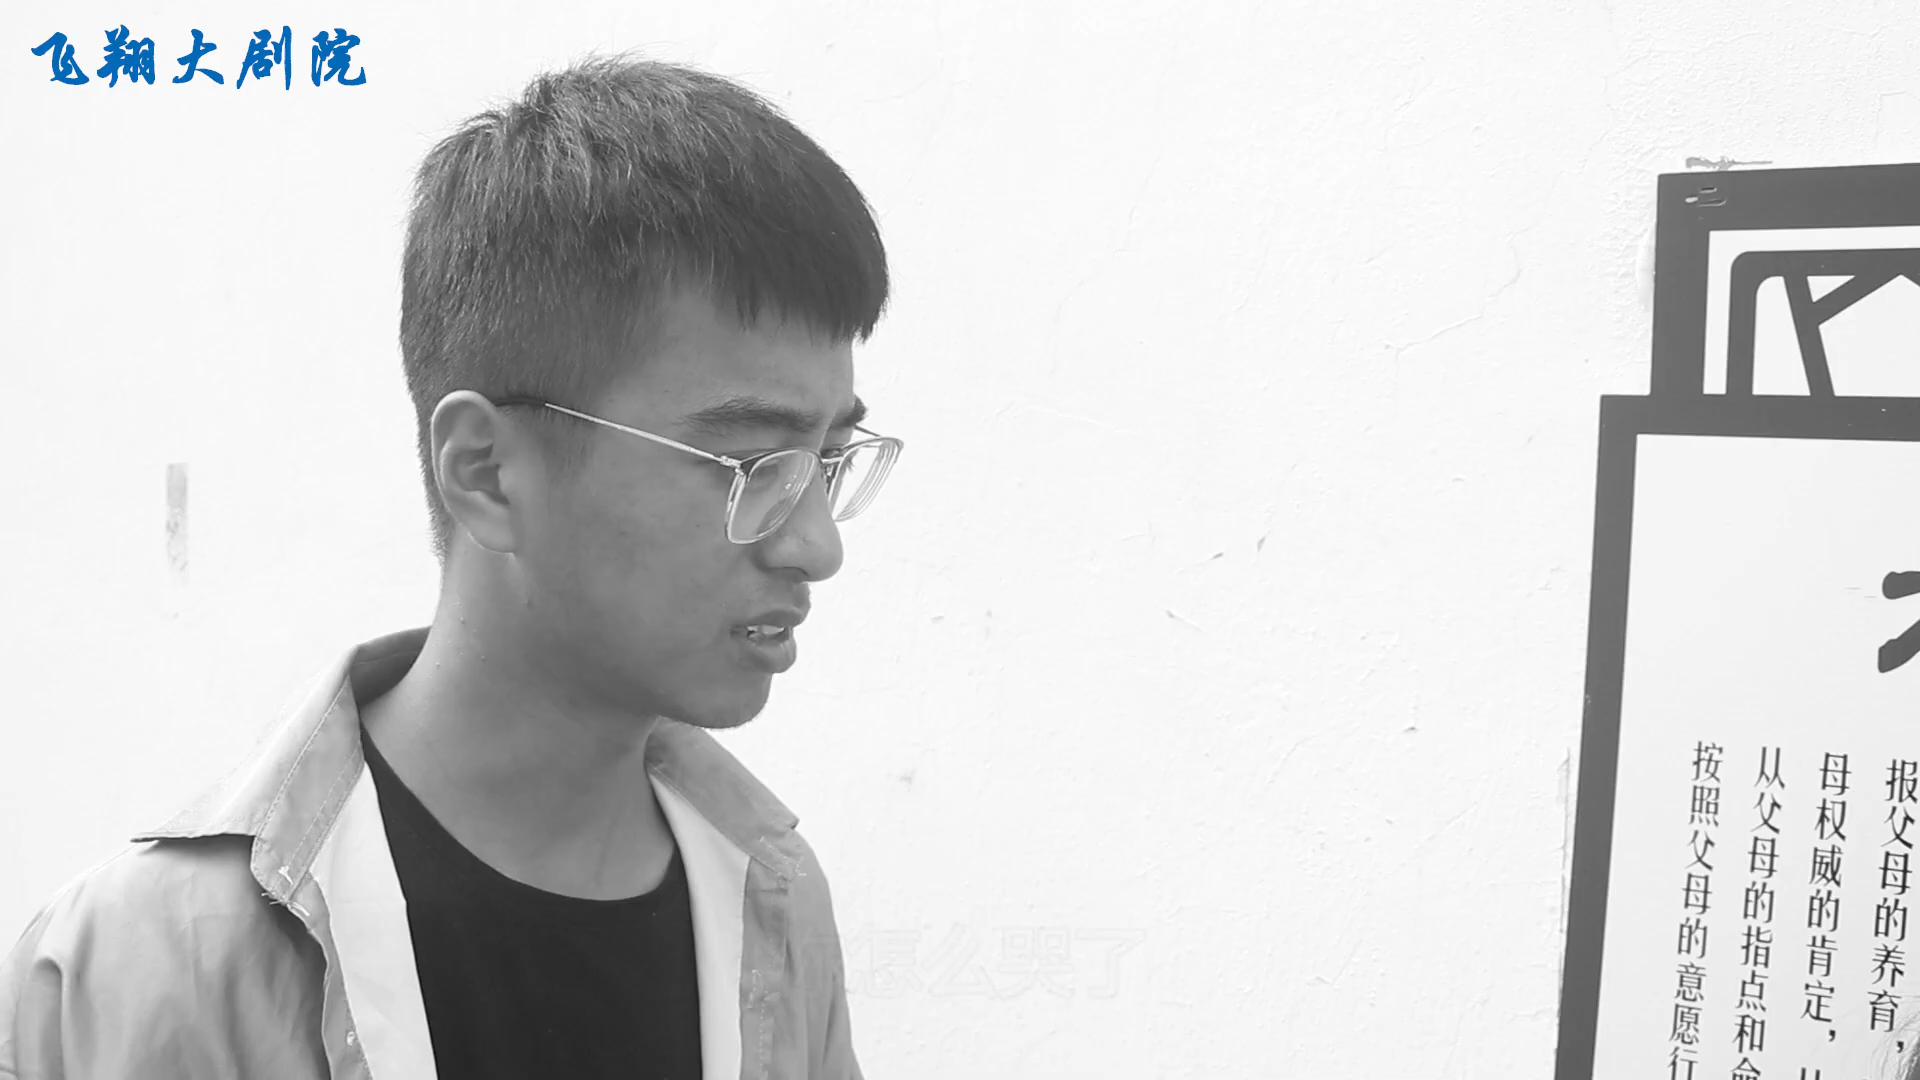 飞翔大剧院
报父母的养育，
母权威的肯定，
从父母的指点和命
按照父母的意愿行
怎么哭了